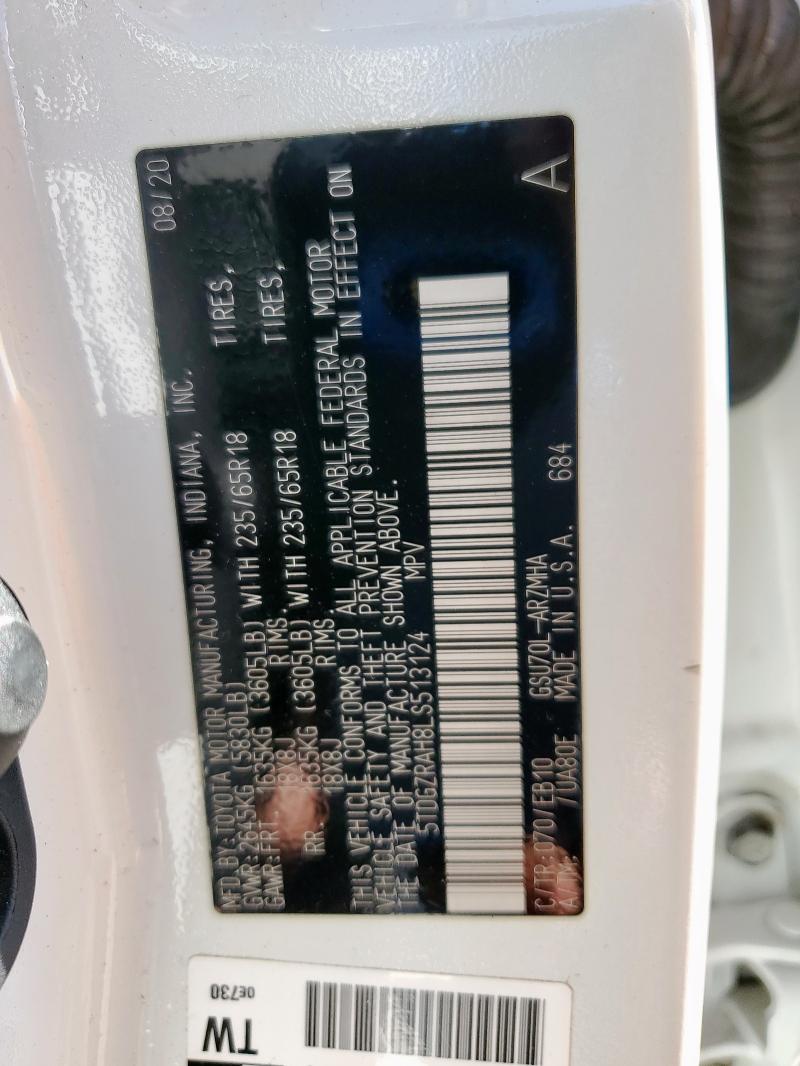 MFD. BY: TOYOTA MOTOR MANUFACTURING, INDIANA, INC. 08/20
GVWR: 2645KG (5830LB)
GAWR: FRT. 1635KG (3605LB) WITH 235/65R18 TIRES,
18X8J RIMS,
RR. 1635KG (3605LB) WITH 235/65R18 TIRES,
18X8J RIMS,
THIS VEHICLE CONFORMS TO ALL APPLICABLE FEDERAL MOTOR
VEHICLE SAFETY AND THEFT PREVENTION STANDARDS IN EFFECT ON
THE DATE OF MANUFACTURE SHOWN ABOVE.
5TDGZRAH8LS513124 MPV
A
C/TR: 070/EB10 GSU70L-ARZMHA
A/TM: /UA80E MADE IN U.S.A. 684
0E730
TW